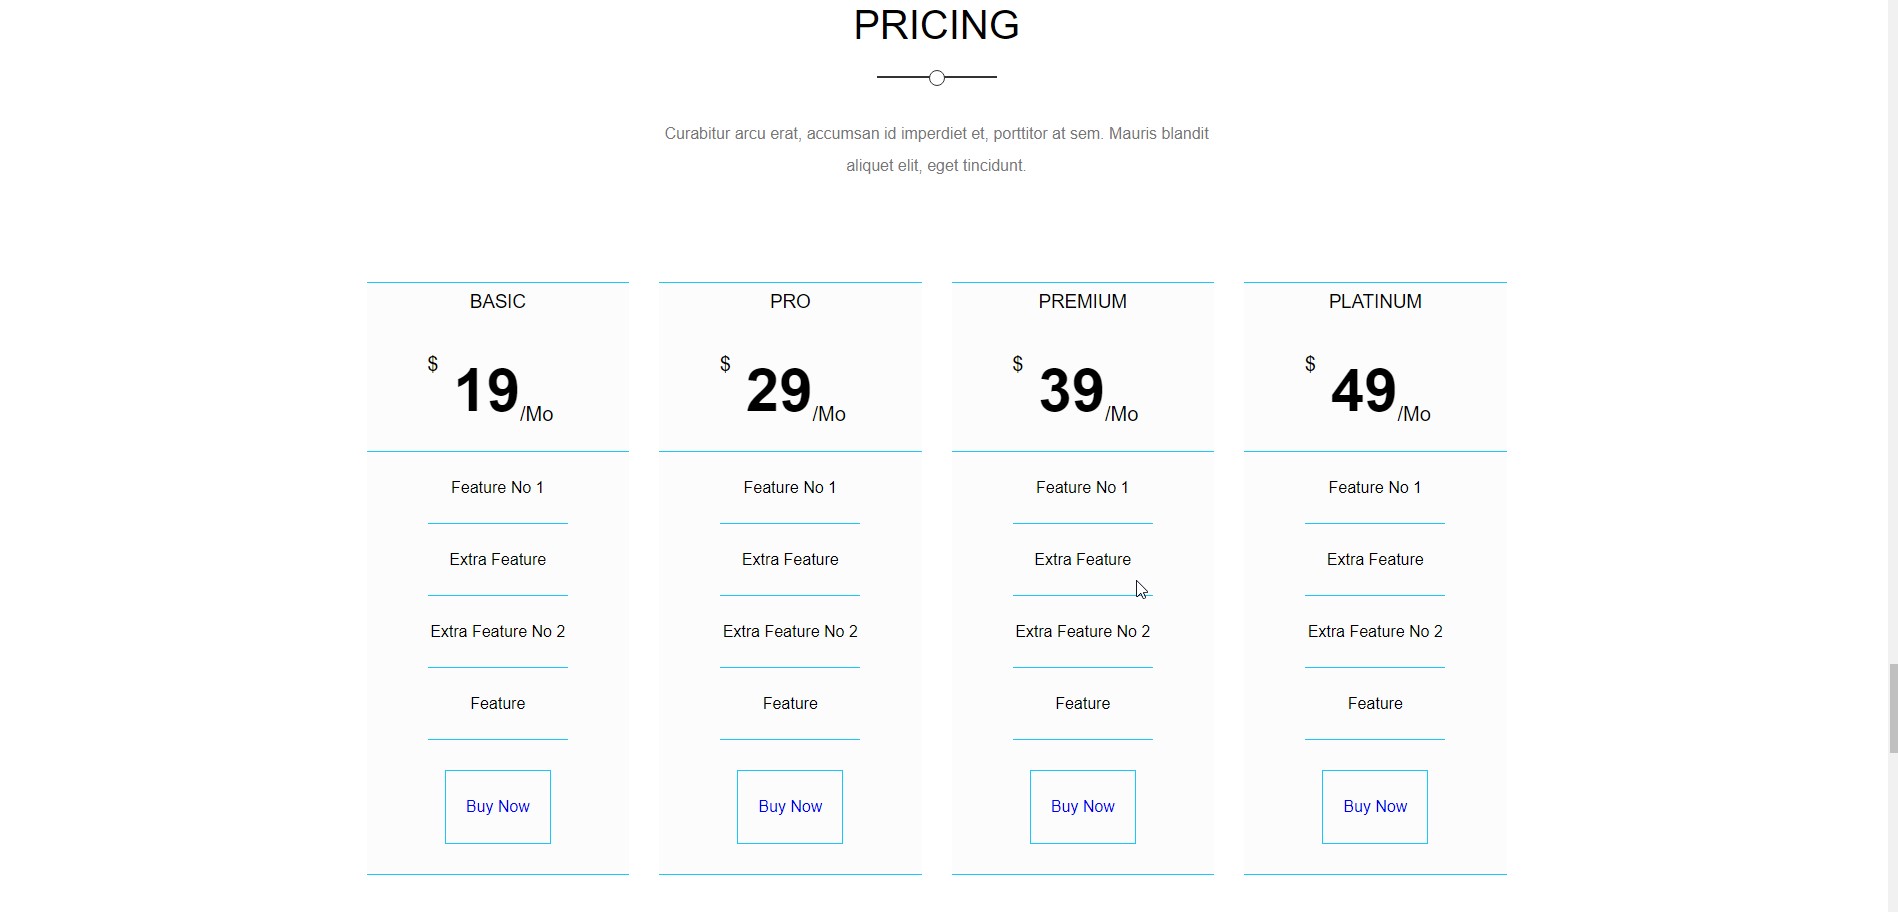 PRICING
Curabitur arcu erat, accumsan id imperdiet et, porttitor at sem. Mauris blandit
aliquet elit, eget tincidunt.
BASIC
$ 19 /Mo
Feature No 1
Extra Feature
Extra Feature No 2
Feature
Buy Now
PRO
$ 29 /Mo
Feature No 1
Extra Feature
Extra Feature No 2
Feature
Buy Now
PREMIUM
$ 39 /Mo
Feature No 1
Extra Feature
Extra Feature No 2
Feature
Buy Now
PLATINUM
$ 49 /Mo
Feature No 1
Extra Feature
Extra Feature No 2
Feature
Buy Now